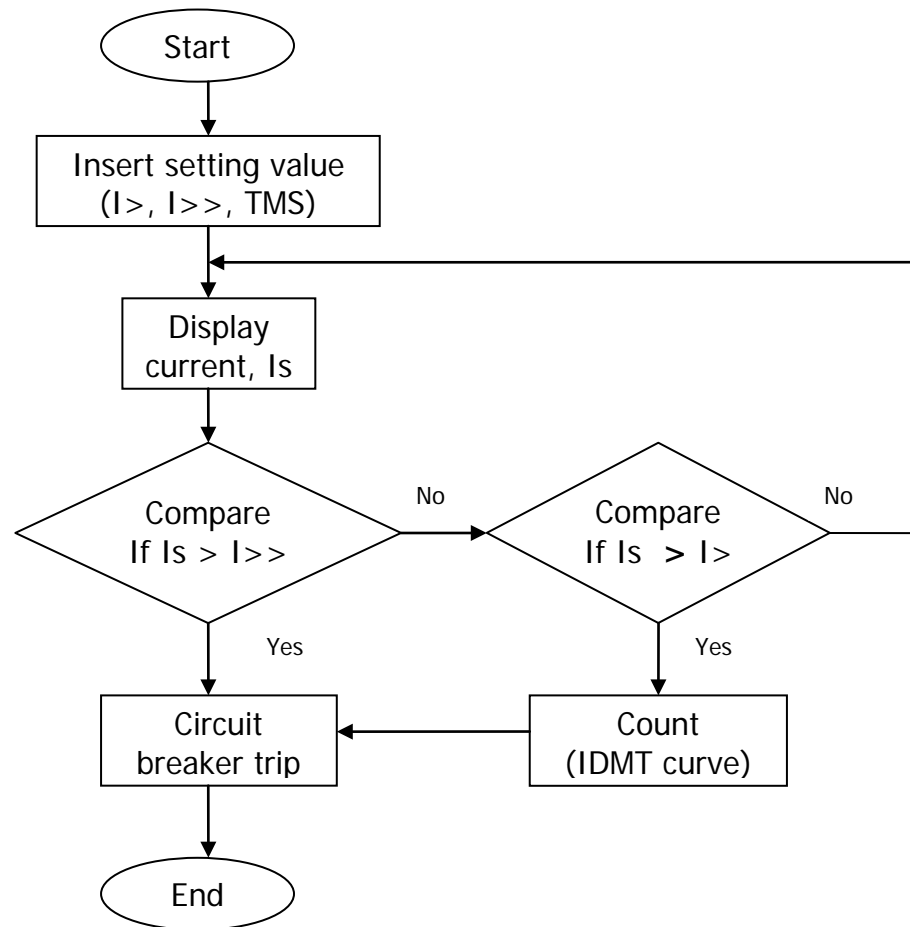 Start
Insert setting value
(I>, I>>, TMS)
Display
current, Is
Compare
If Is > I>>
No
Compare
If Is > I>
No
Yes
Yes
Circuit
breaker trip
Count
(IDMT curve)
End